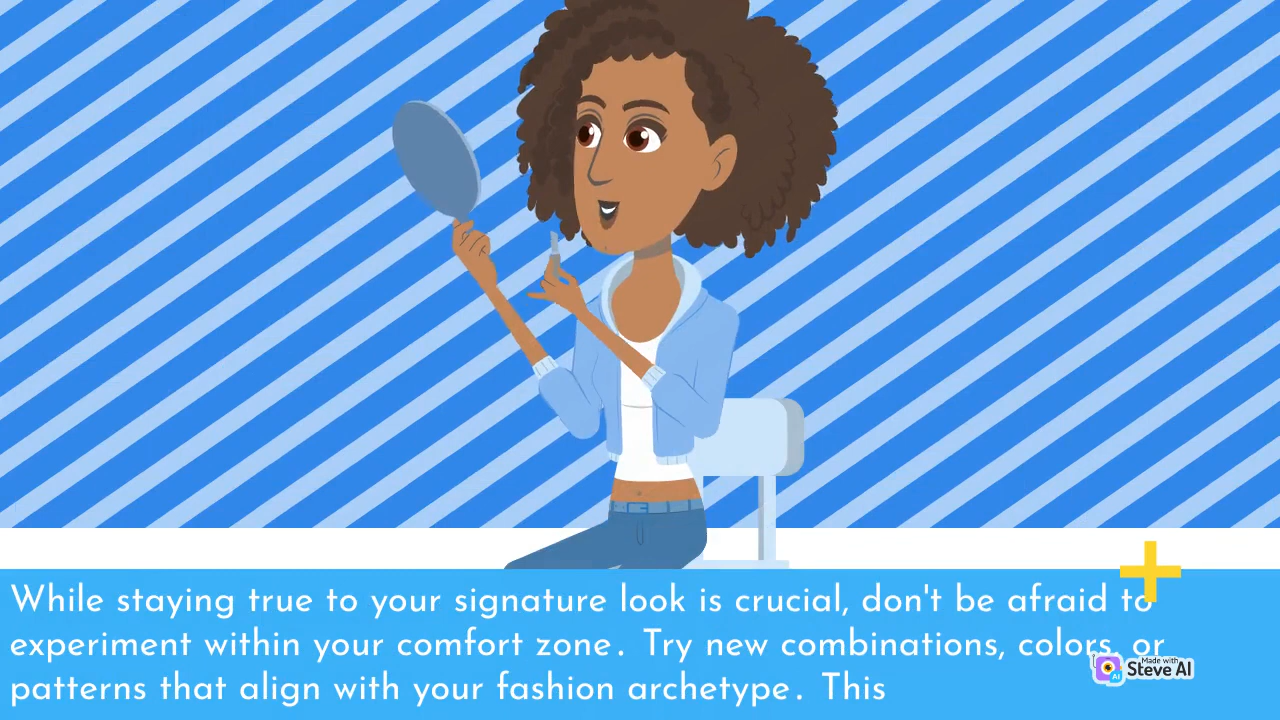 While staying true to your signature look is crucial, don't be afraid to
experiment within your comfort zone. Try new combinations, colors, or
patterns that align with your fashion archetype. This
Made with
Steve AI
AI